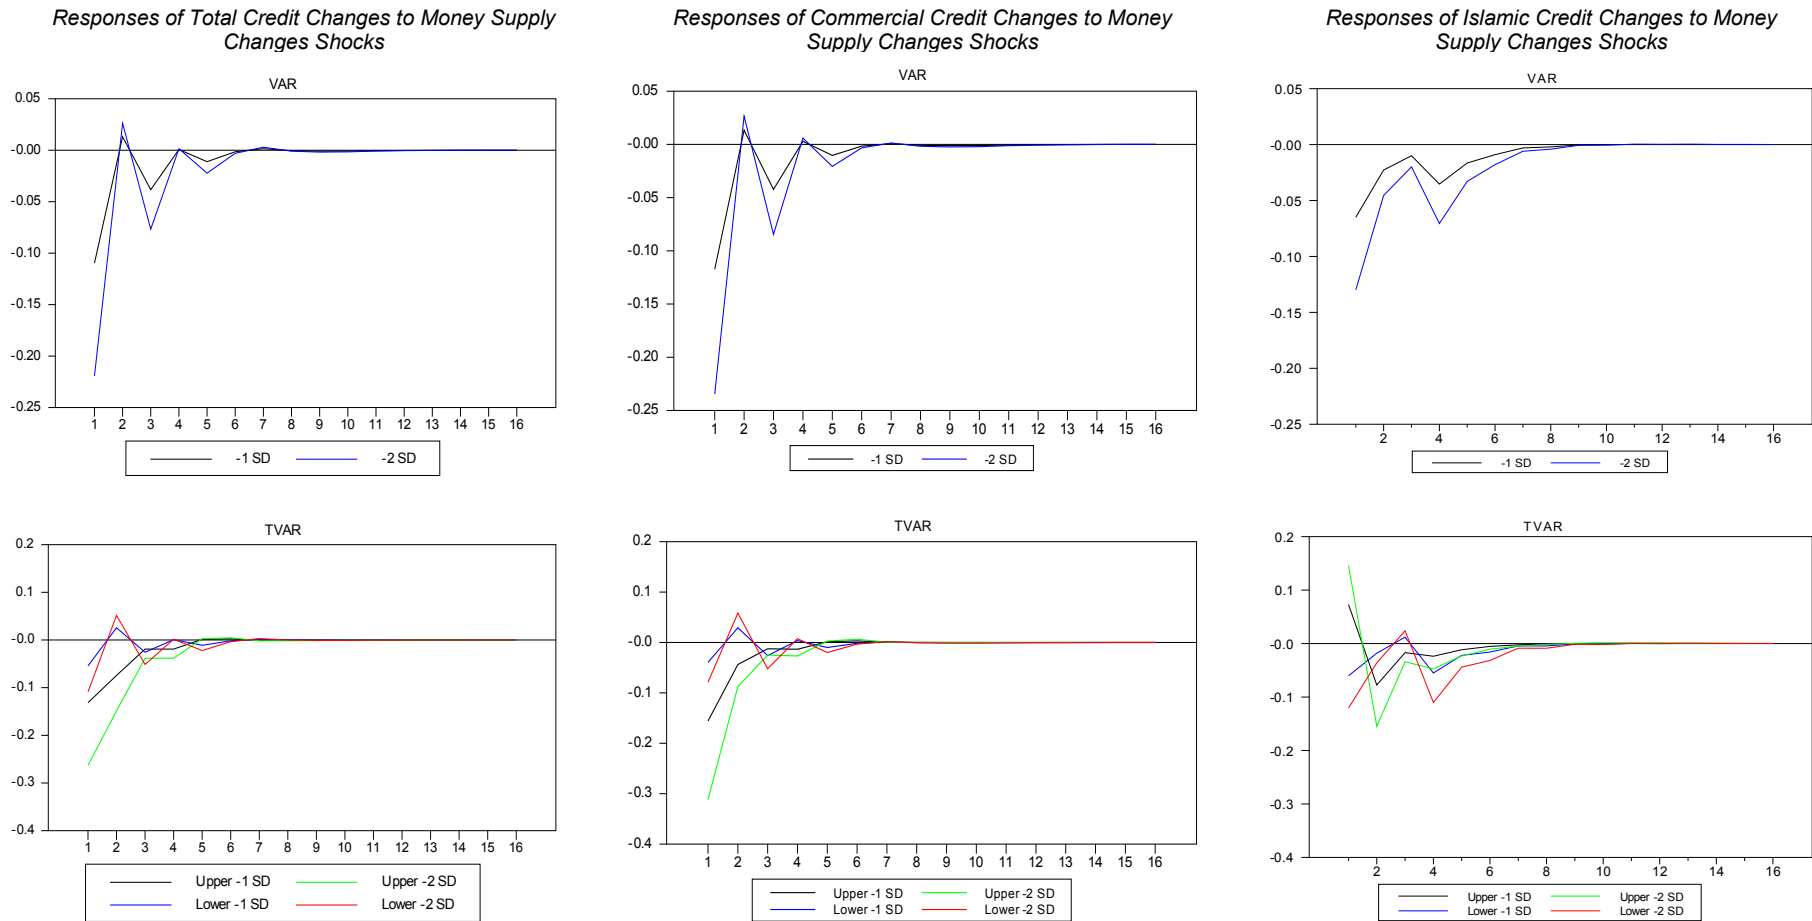 Responses of Total Credit Changes to Money Supply
Changes Shocks
VAR
0.05
-0.00
-0.05
-0.10
-0.15
-0.20
-0.25
1 2 3 4 5 6 7 8 9 10 11 12 13 14 15 16
-1 SD -2 SD
Responses of Commercial Credit Changes to Money
Supply Changes Shocks
VAR
0.05
-0.00
-0.05
-0.10
-0.15
-0.20
-0.25
1 2 3 4 5 6 7 8 9 10 11 12 13 14 15 16
-1 SD -2 SD
Responses of Islamic Credit Changes to Money
Supply Changes Shocks
VAR
0.05
-0.00
-0.05
-0.10
-0.15
-0.20
-0.25
2 4 6 8 10 12 14 16
-1 SD -2 SD
TVAR
0.2
0.1
-0.0
-0.1
-0.2
-0.3
-0.4
1 2 3 4 5 6 7 8 9 10 11 12 13 14 15 16
Upper -1 SD Upper -2 SD
Lower -1 SD Lower -2 SD
TVAR
0.2
0.1
-0.0
-0.1
-0.2
-0.3
-0.4
1 2 3 4 5 6 7 8 9 10 11 12 13 14 15 16
Upper -1 SD Upper -2 SD
Lower -1 SD Lower -2 SD
TVAR
0.2
0.1
-0.0
-0.1
-0.2
-0.3
-0.4
2 4 6 8 10 12 14 16
Upper -1 SD Upper -2 SD
Lower -1 SD Lower -2 SD